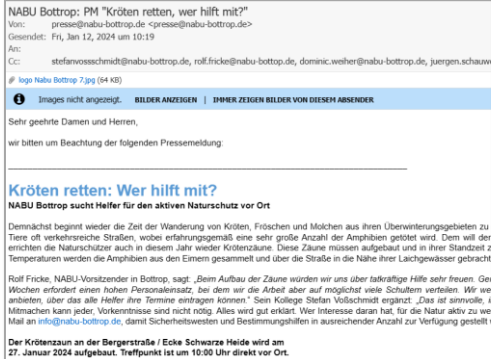 NABU Bottrop: PM "Kröten retten, wer hilft mit?"
Von: presse@nabu-bottrop.de <presse@nabu-bottrop.de>
Gesendet: Fri, Jan 12, 2024 um 10:19
An:
Cc: stefanvossschmidt@nabu-bottrop.de, rolf.fricke@nabu-bottop.de, dominic.weiher@nabu-bottrop.de, juergen.schauwe
logo Nabu Bottrop 7.jpg (64 KB)
Images nicht angezeigt. BILDER ANZEIGEN | IMMER ZEIGEN BILDER VON DIESEM ABSENDER
Sehr geehrte Damen und Herren,
wir bitten um Beachtung der folgenden Pressemeldung:
Kröten retten: Wer hilft mit?
NABU Bottrop sucht Helfer für den aktiven Naturschutz vor Ort
Demnächst beginnt wieder die Zeit der Wanderung von Kröten, Fröschen und Molchen aus ihren Überwinterungsgebieten zu
Tiere oft verkehrsreiche Straßen, wobei erfahrungsgemäß eine sehr große Anzahl der Amphibien getötet wird. Dem will der
errichten die Naturschützer auch in diesem Jahr wieder Krötenzäune. Diese Zäune müssen aufgebaut und in ihrer Standzeit z
Temperaturen werden die Amphibien aus den Eimern gesammelt und über die Straße in die Nähe ihrer Laichgewässer gebracht
Rolf Fricke, NABU-Vorsitzender in Bottrop, sagt: „Beim Aufbau der Zäune würden wir uns über tatkräftige Hilfe sehr freuen. Ger
Wochen erfordert einen hohen Personaleinsatz, bei dem wir die Arbeit aber auf möglichst viele Schultern verteilen. Wir we
anbieten, über das alle Helfer ihre Termine eintragen können." Sein Kollege Stefan Voßschmidt ergänzt: „Das ist sinnvolle,
Mitmachen kann jeder, Vorkenntnisse sind nicht nötig. Alles wird gut erklärt. Wer Interesse daran hat, für die Natur aktiv zu we
Mail an info@nabu-bottrop.de, damit Sicherheitswesten und Bestimmungshilfen in ausreichender Anzahl zur Verfügung gestellt
Der Krötenzaun an der Bergerstraße / Ecke Schwarze Heide wird am
27. Januar 2024 aufgebaut. Treffpunkt ist um 10:00 Uhr direkt vor Ort.